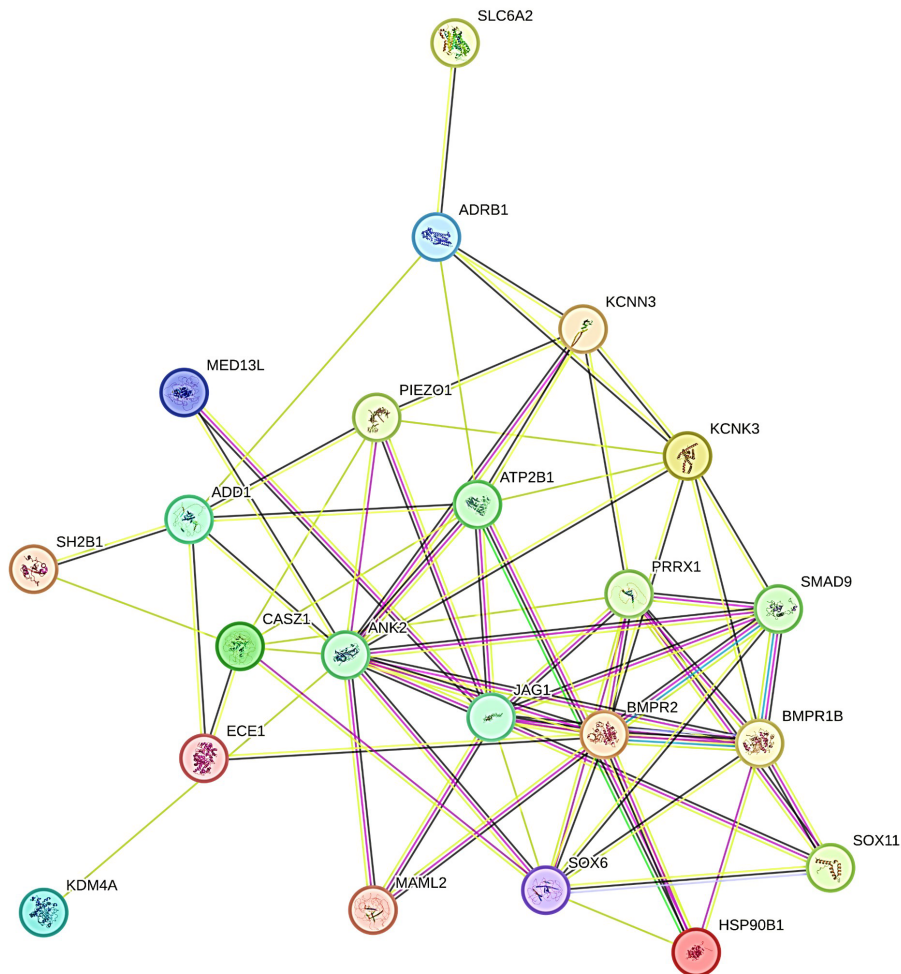 SLC6A2
ADRB1
KCNN3
MED13L
PIEZO1
KCNK3
ATP2B1
ADD1
SH2B1
PRRX1
SMAD9
CASZ1
ANK2
JAG1
BMPR2
BMPR1B
ECE1
SOX11
SOX6
MAML2
KDM4A
HSP90B1